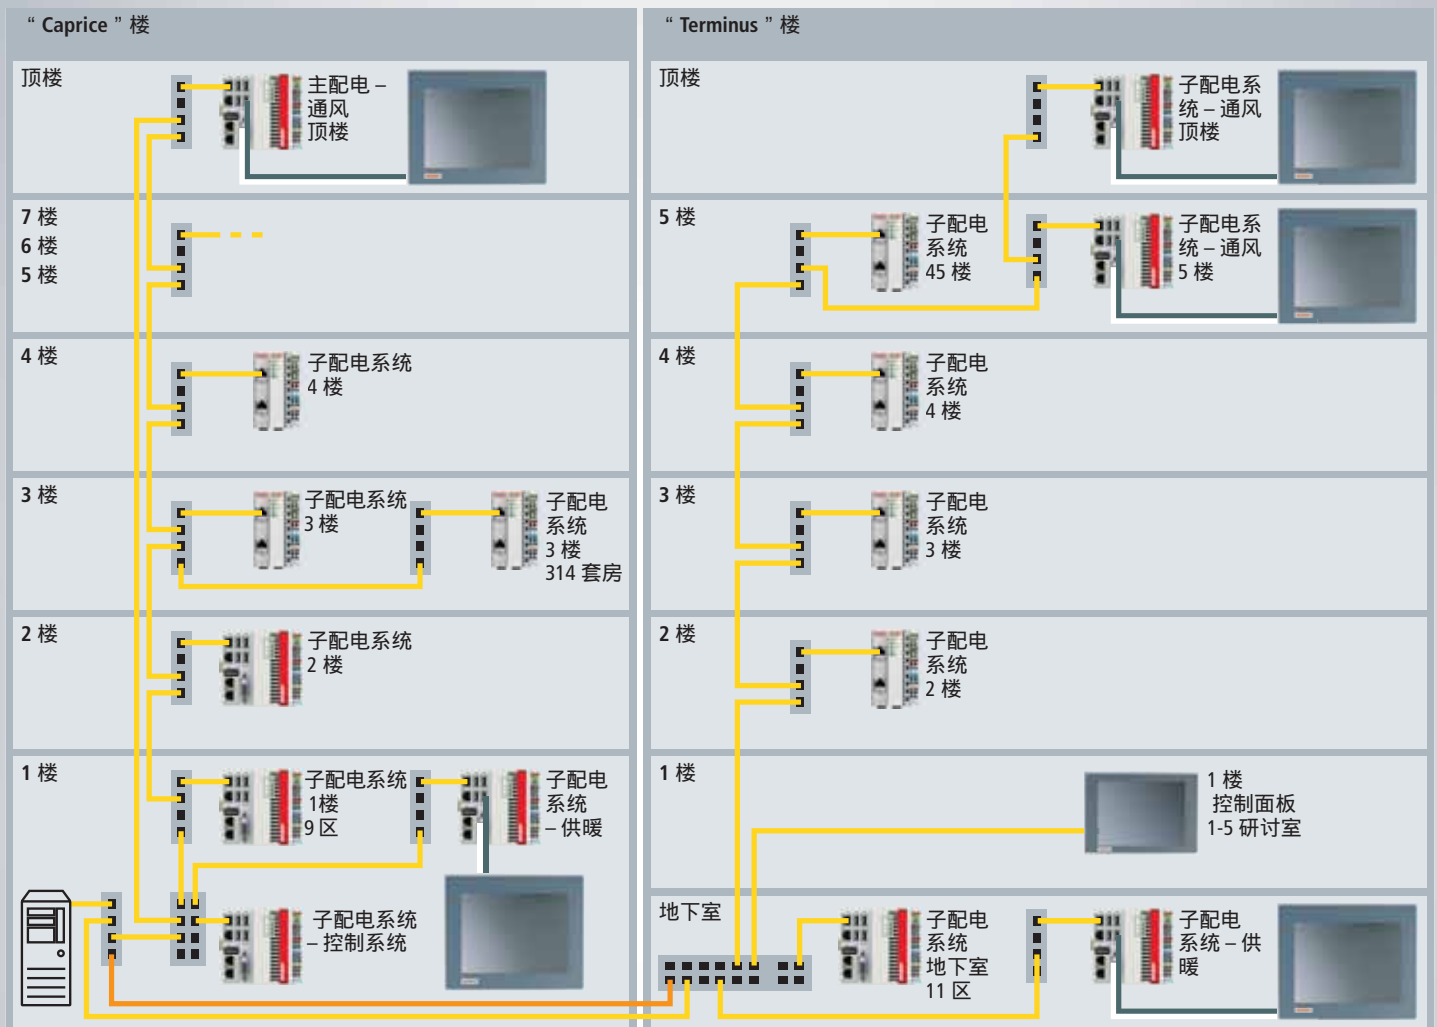 “ Caprice ” 楼
顶楼
主配电 –
通风
顶楼
7 楼
6 楼
5 楼
4 楼
子配电系统
4 楼
3 楼
子配电系统
3 楼
子配电
系统
3 楼
314 套房
2 楼
子配电系统
2 楼
1 楼
子配电系统
1楼
9 区
子配电
系统
– 供暖
子配电系统
– 控制系统
“ Terminus ” 楼
顶楼
子配电系
统 – 通风
顶楼
5 楼
子配电
系统
45 楼
子配电系
统 – 通风
5 楼
4 楼
子配电
系统
4 楼
3 楼
子配电
系统
3 楼
2 楼
子配电
系统
2 楼
1 楼
1 楼
控制面板
1-5 研讨室
地下室
子配电
系统
地下室
11 区
子配电
系统 – 供
暖